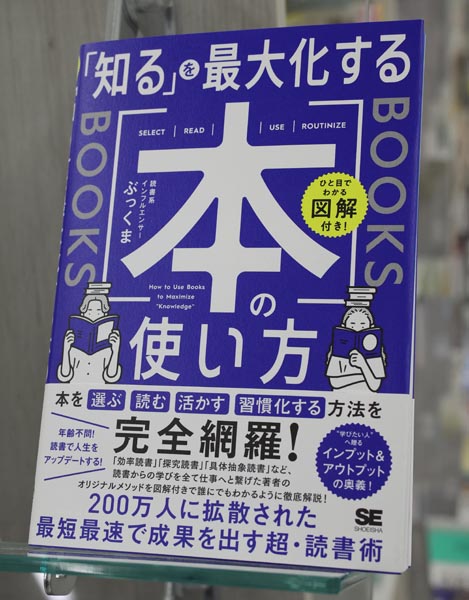 「知る」を最大化する
BOOKS
BOOKS
SELECT | READ | USE | ROUTINIZE
本の
使い方
読書系
インフルエンサー
ぶっくま
ひと目で
わかる
図解
付き!
How to Use Books
to Maximize
"Knowledge"
本を 選ぶ 読む 活かす 習慣化する 方法を
完全網羅!
年齢不問!
読書で人生を
アップデートする!
"学びたい人"
へ贈る
インプット&
アウトプット
の奥義!
「効率読書」「探究読書」「具体抽象読書」など、
読書からの学びを全て仕事へと繋げた著者の
オリジナルメソッドを図解付きで誰にでもわかるように徹底解説!
200万人に拡散された
最短最速で成果を出す超・読書術
SE
SHOEISHA